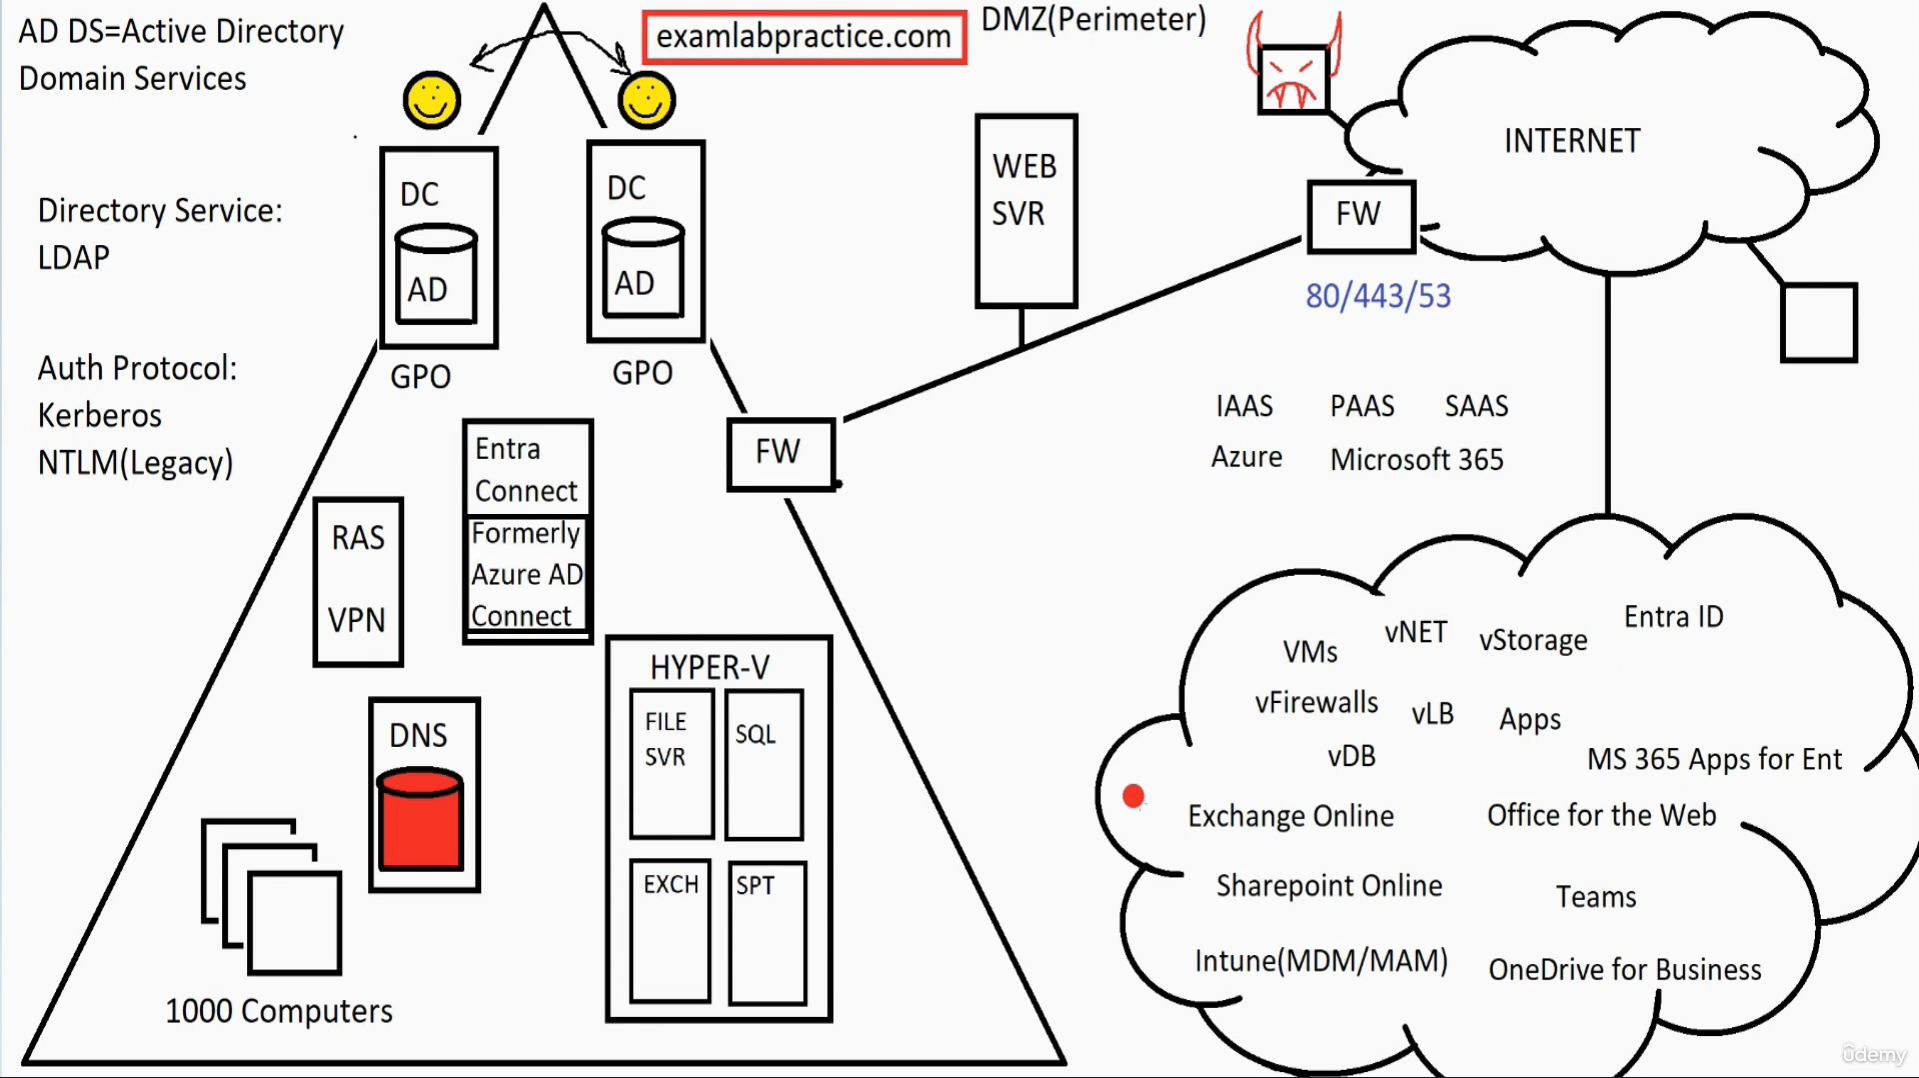 AD DS=Active Directory
Domain Services
examlabpractice.com
DMZ(Perimeter)
INTERNET
Directory Service:
LDAP
DC
AD
GPO
DC
AD
GPO
WEB
SVR
FW
80/443/53
Auth Protocol:
Kerberos
NTLM(Legacy)
FW
IAAS PAAS SAAS
Azure Microsoft 365
Entra
Connect
Formerly
Azure AD
Connect
RAS
VPN
DNS
HYPER-V
FILE
SVR
SQL
EXCH
SPT
1000 Computers
VMs
vNET
vStorage
Entra ID
vFirewalls
vLB
Apps
vDB
MS 365 Apps for Ent
Exchange Online
Office for the Web
Sharepoint Online
Teams
Intune(MDM/MAM)
OneDrive for Business
ûdemy